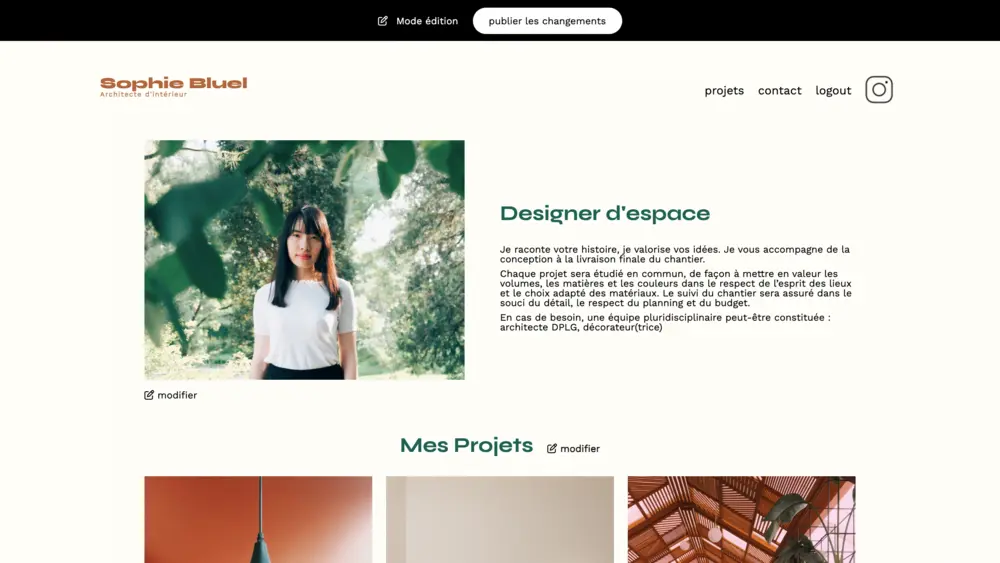 Mode édition publier les changements
Sophie Bluel
Architecte d'intérieur
projets contact logout
Designer d'espace
Je raconte votre histoire, je valorise vos idées. Je vous accompagne de la
conception à la livraison finale du chantier.
Chaque projet sera étudié en commun, de façon à mettre en valeur les
volumes, les matières et les couleurs dans le respect de l’esprit des lieux
et le choix adapté des matériaux. Le suivi du chantier sera assuré dans le
souci du détail, le respect du planning et du budget.
En cas de besoin, une équipe pluridisciplinaire peut-être constituée :
architecte DPLG, décorateur(trice)
modifier
Mes Projets modifier